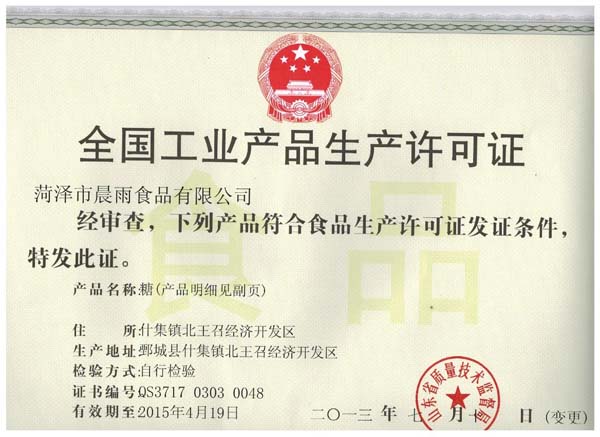 全国工业产品生产许可证
菏泽市晨雨食品有限公司
经审查，下列产品符合食品生产许可证发证条件，
特发此证。
食品
产品名称:糖(产品明细见副页)
住　　所:什集镇北王召经济开发区
生产地址:鄄城县什集镇北王召经济开发区
检验方式:自行检验
证书编号:QS3717 0303 0048
有效期至:2015年4月19日
山东省质量技术监督局
二〇一三 年 七 月 十 日 (变更)